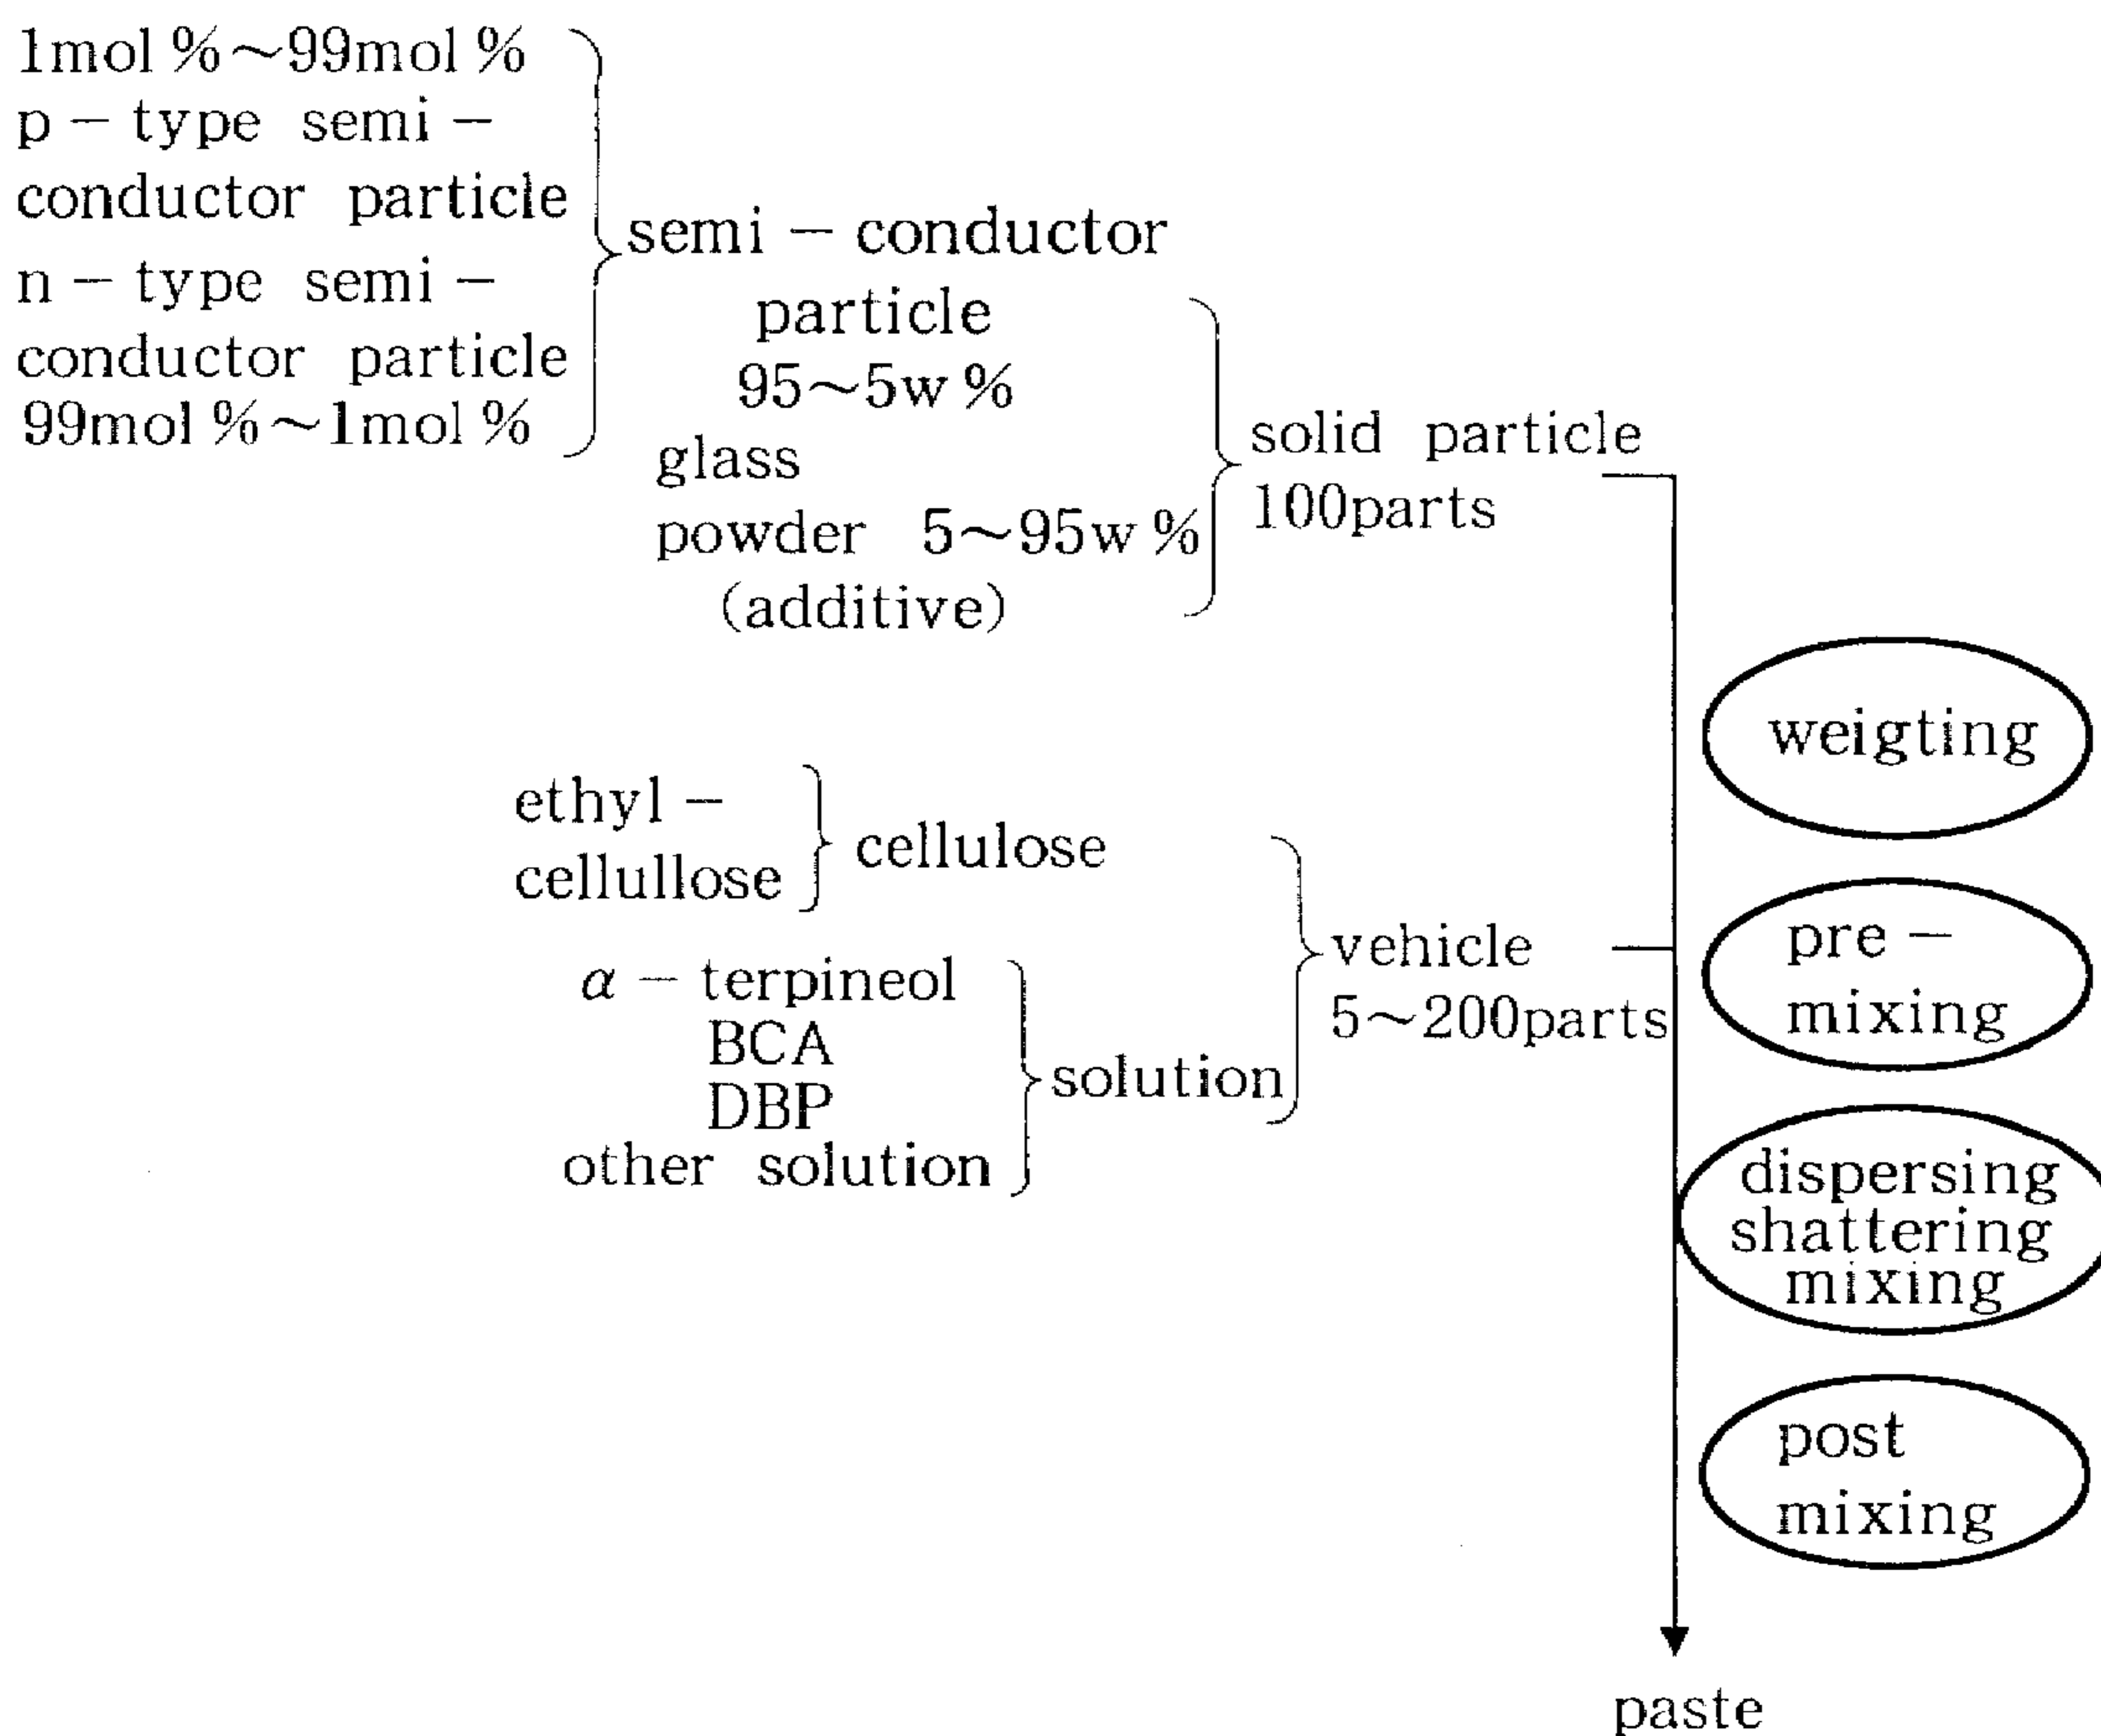 1mol %~99mol %
p – type semi –
conductor particle
n – type semi –
conductor particle
99mol %~1mol %
semi – conductor
particle
95~5w %
glass
powder 5~95w %
(additive)
solid particle
100parts
ethyl –
cellullose
cellulose
α – terpineol
BCA
DBP
other solution
solution
vehicle
5~200parts
weigting
pre –
mixing
dispersing
shattering
mixing
post
mixing
paste